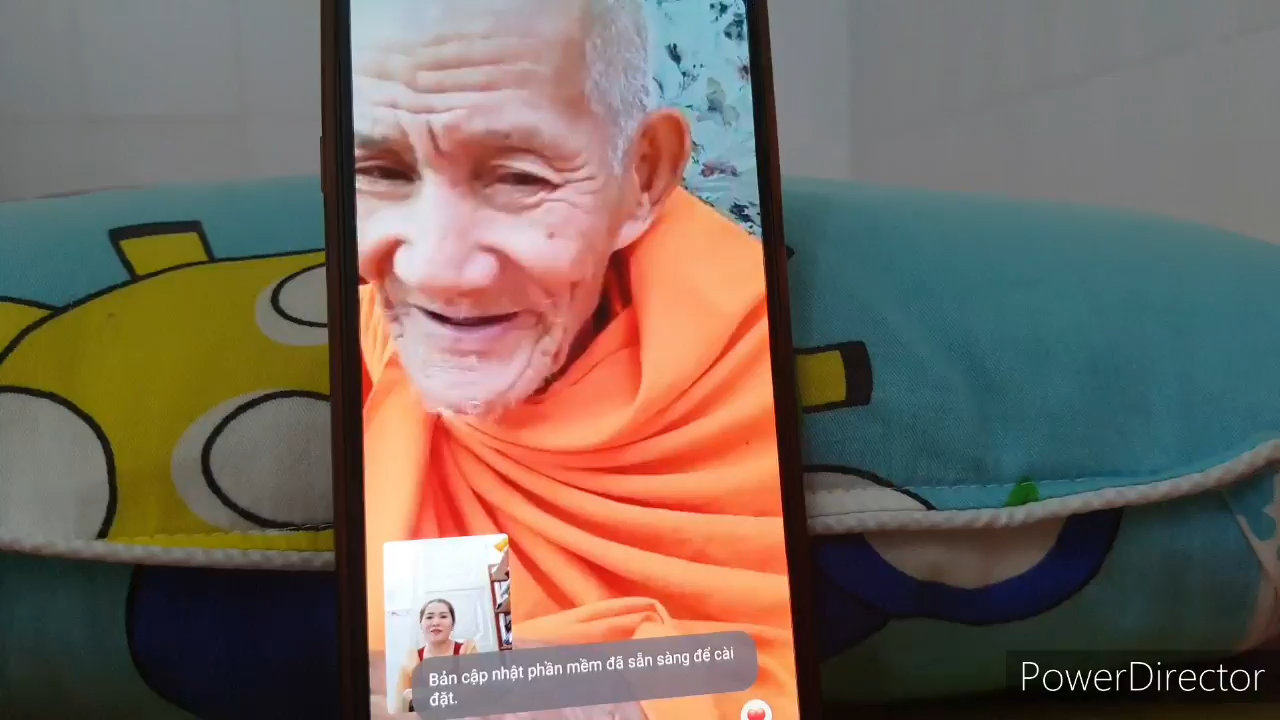 Bản cập nhật phần mềm đã sẵn sàng để cài
đặt.
PowerDirector